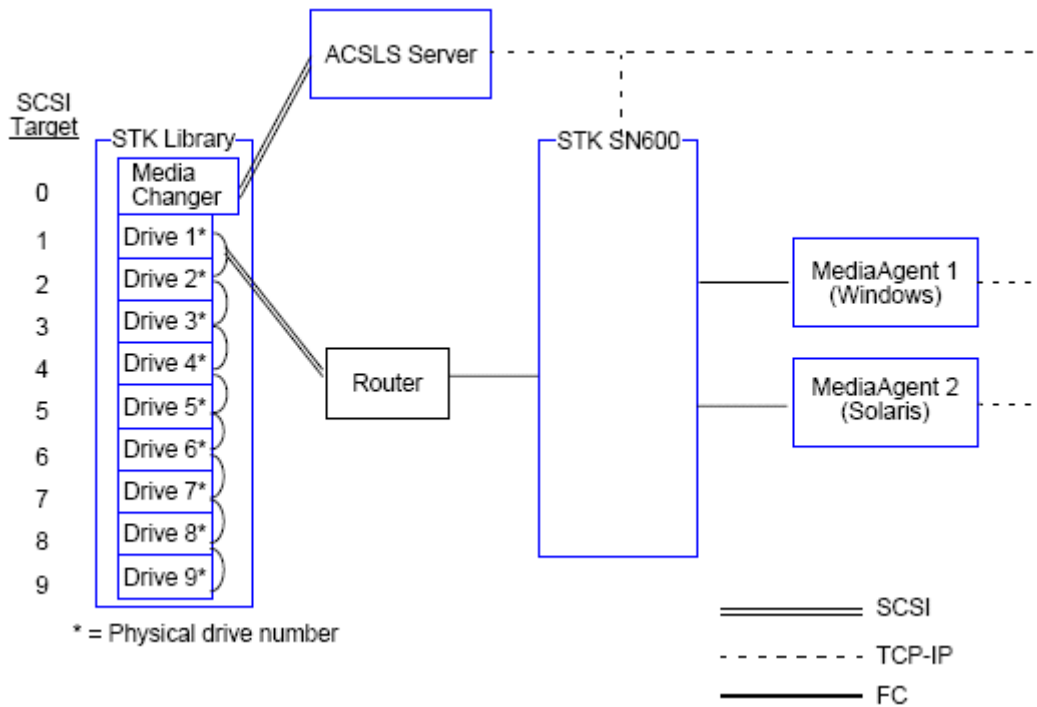 ACSLS Server
SCSI
Target
STK Library
STK SN600
Media
Changer
0
Drive 1*
1
Drive 2*
2
Drive 3*
3
Drive 4*
4
Drive 5*
5
Drive 6*
6
Drive 7*
7
Drive 8*
8
Drive 9*
9
Router
MediaAgent 1
(Windows)
MediaAgent 2
(Solaris)
* = Physical drive number
SCSI
TCP-IP
FC